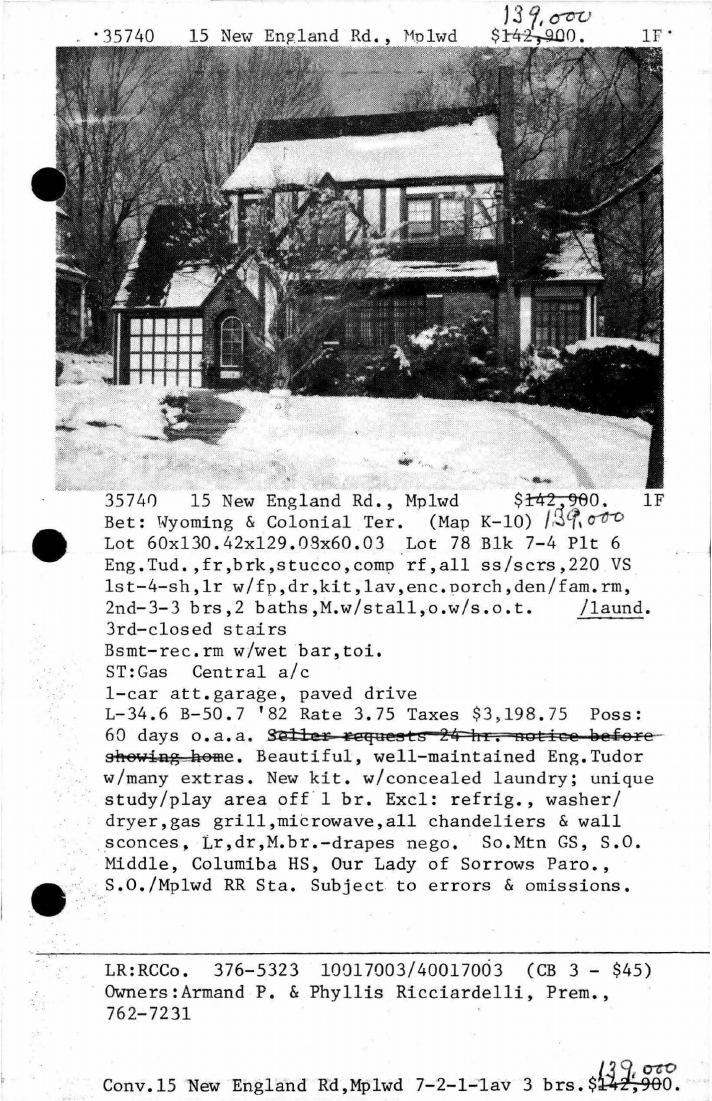 139,000
35740 15 New England Rd., Mplwd $142,900. 1F
35740 15 New England Rd., Mplwd $142,900. 1F
Bet: Wyoming & Colonial Ter. (Map K-10) 139,000
Lot 60x130.42x129.08x60.03 Lot 78 Blk 7-4 Plt 6
Eng.Tud.,fr,brk,stucco,comp rf,all ss/scrs,220 VS
1st-4-sh,lr w/fp,dr,kit,lav,enc.porch,den/fam.rm,
2nd-3-3 brs,2 baths,M.w/stall,o.w/s.o.t. /laund.
3rd-closed stairs
Bsmt-rec.rm w/wet bar,toi.
ST:Gas Central a/c
1-car att.garage, paved drive
L-34.6 B-50.7 '82 Rate 3.75 Taxes $3,198.75 Poss:
60 days o.a.a. Seller requests 24 hr. notice before
showing home. Beautiful, well-maintained Eng.Tudor
w/many extras. New kit. w/concealed laundry; unique
study/play area off 1 br. Excl: refrig., washer/
dryer,gas grill,microwave,all chandeliers & wall
sconces, Lr,dr,M.br.-drapes nego. So.Mtn GS, S.O.
Middle, Columiba HS, Our Lady of Sorrows Paro.,
S.O./Mplwd RR Sta. Subject to errors & omissions.
LR:RCCo. 376-5323 10017003/40017003 (CB 3 - $45)
Owners:Armand P. & Phyllis Ricciardelli, Prem.,
762-7231
139,000
Conv.15 New England Rd,Mplwd 7-2-1-1av 3 brs.$142,900.